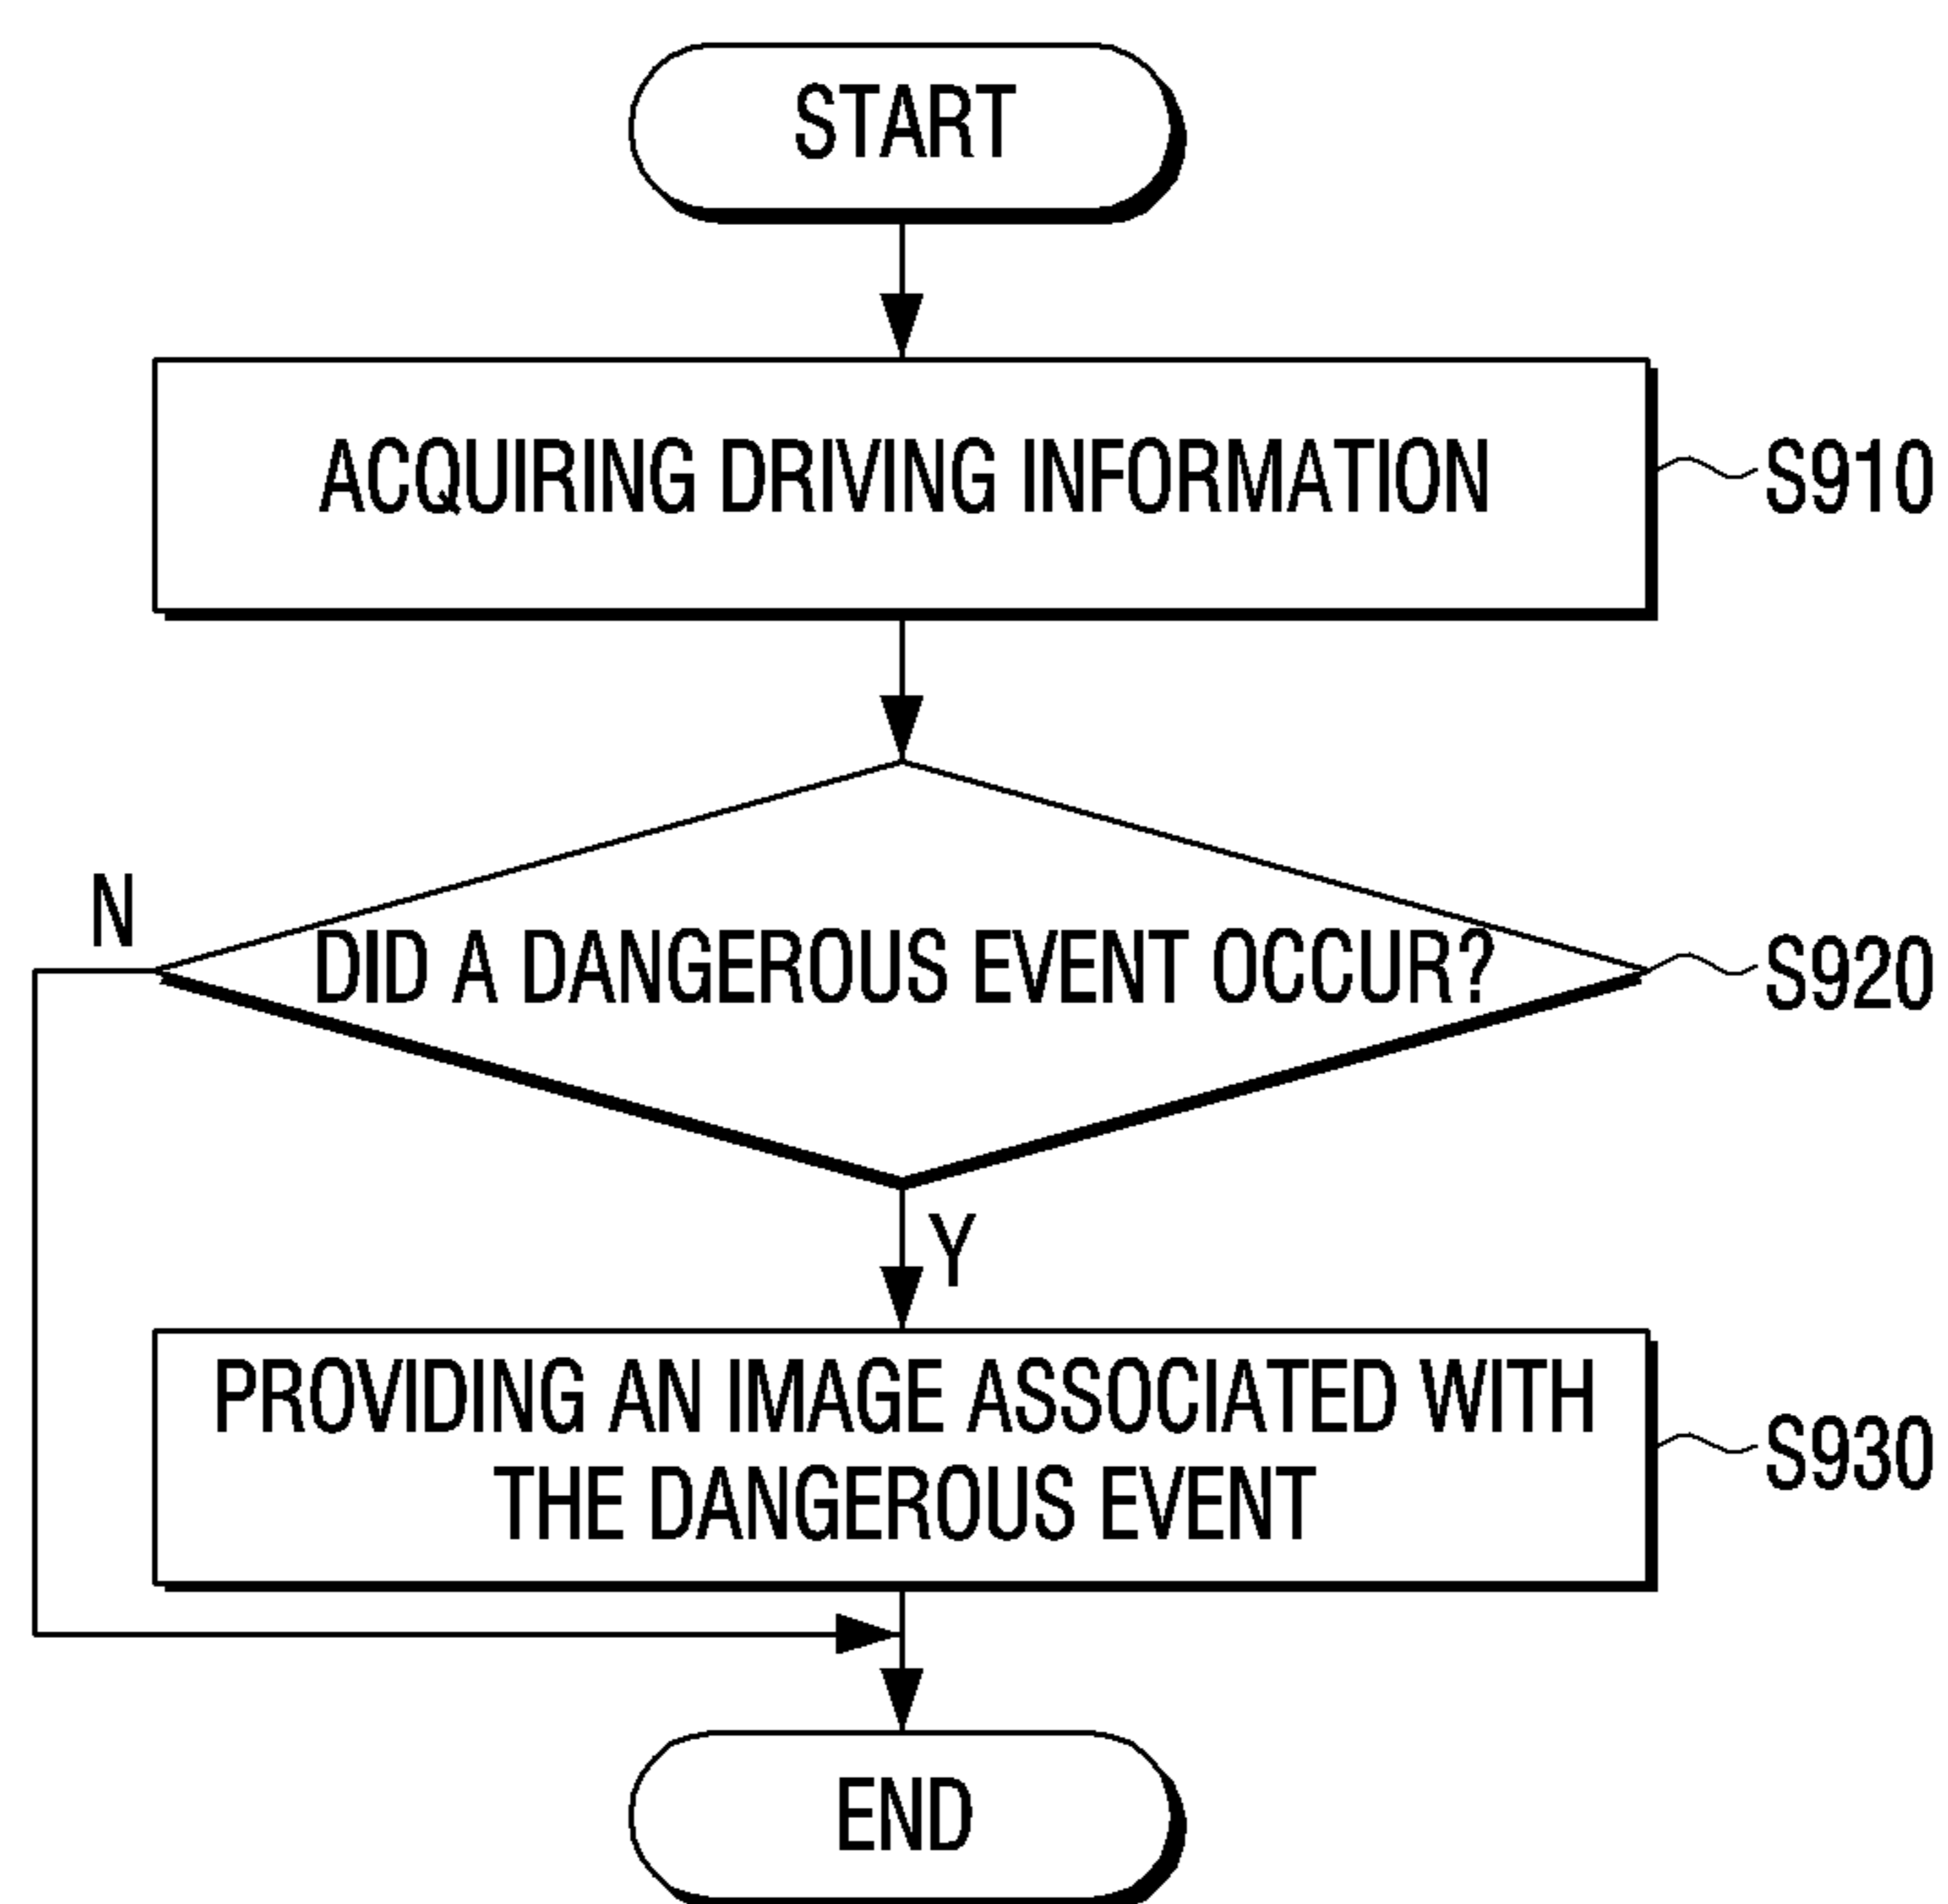 START
ACQUIRING DRIVING INFORMATION
S910
N
DID A DANGEROUS EVENT OCCUR?
S920
Y
PROVIDING AN IMAGE ASSOCIATED WITH
THE DANGEROUS EVENT
S930
END